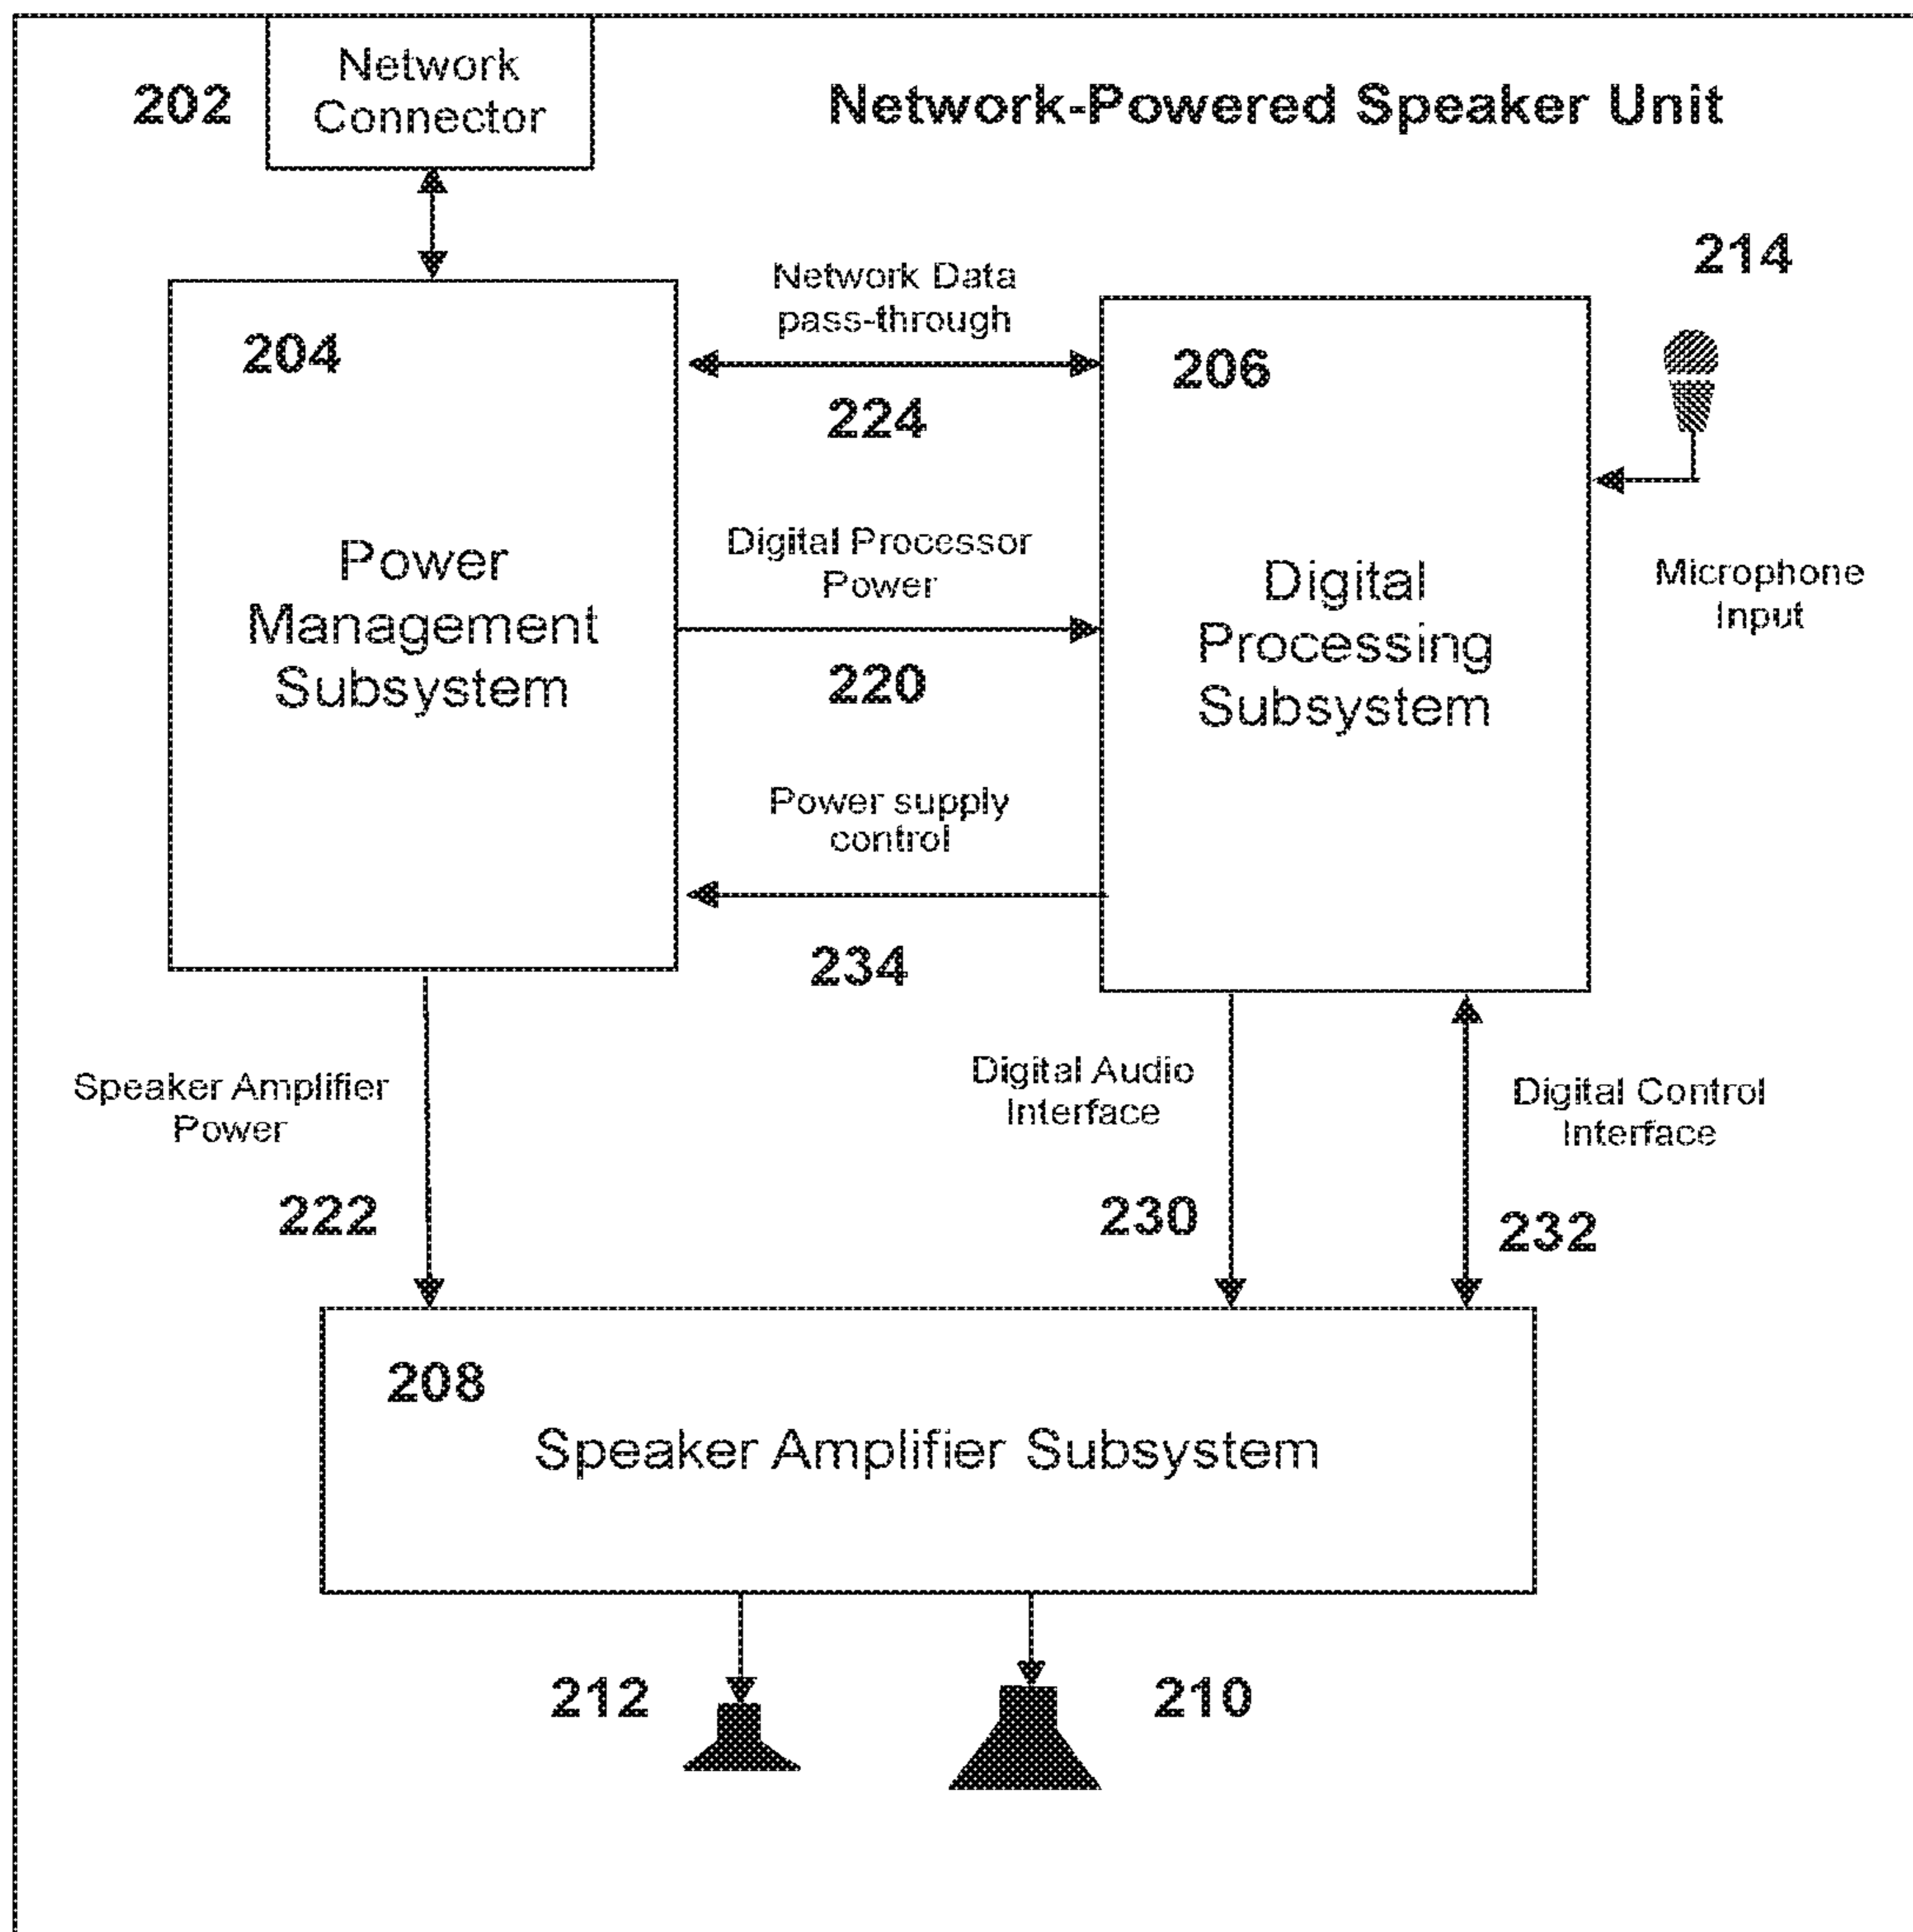 Network
Connector
202
Network-Powered Speaker Unit
214
Network Data
pass-through
204
206
224
Digital Processor
Power
Power
Management
Subsystem
Digital
Processing
Subsystem
Microphone
Input
220
Power supply
control
234
Speaker Amplifier
Power
Digital Audio
Interface
Digital Control
Interface
222
230
232
208
Speaker Amplifier Subsystem
212
210